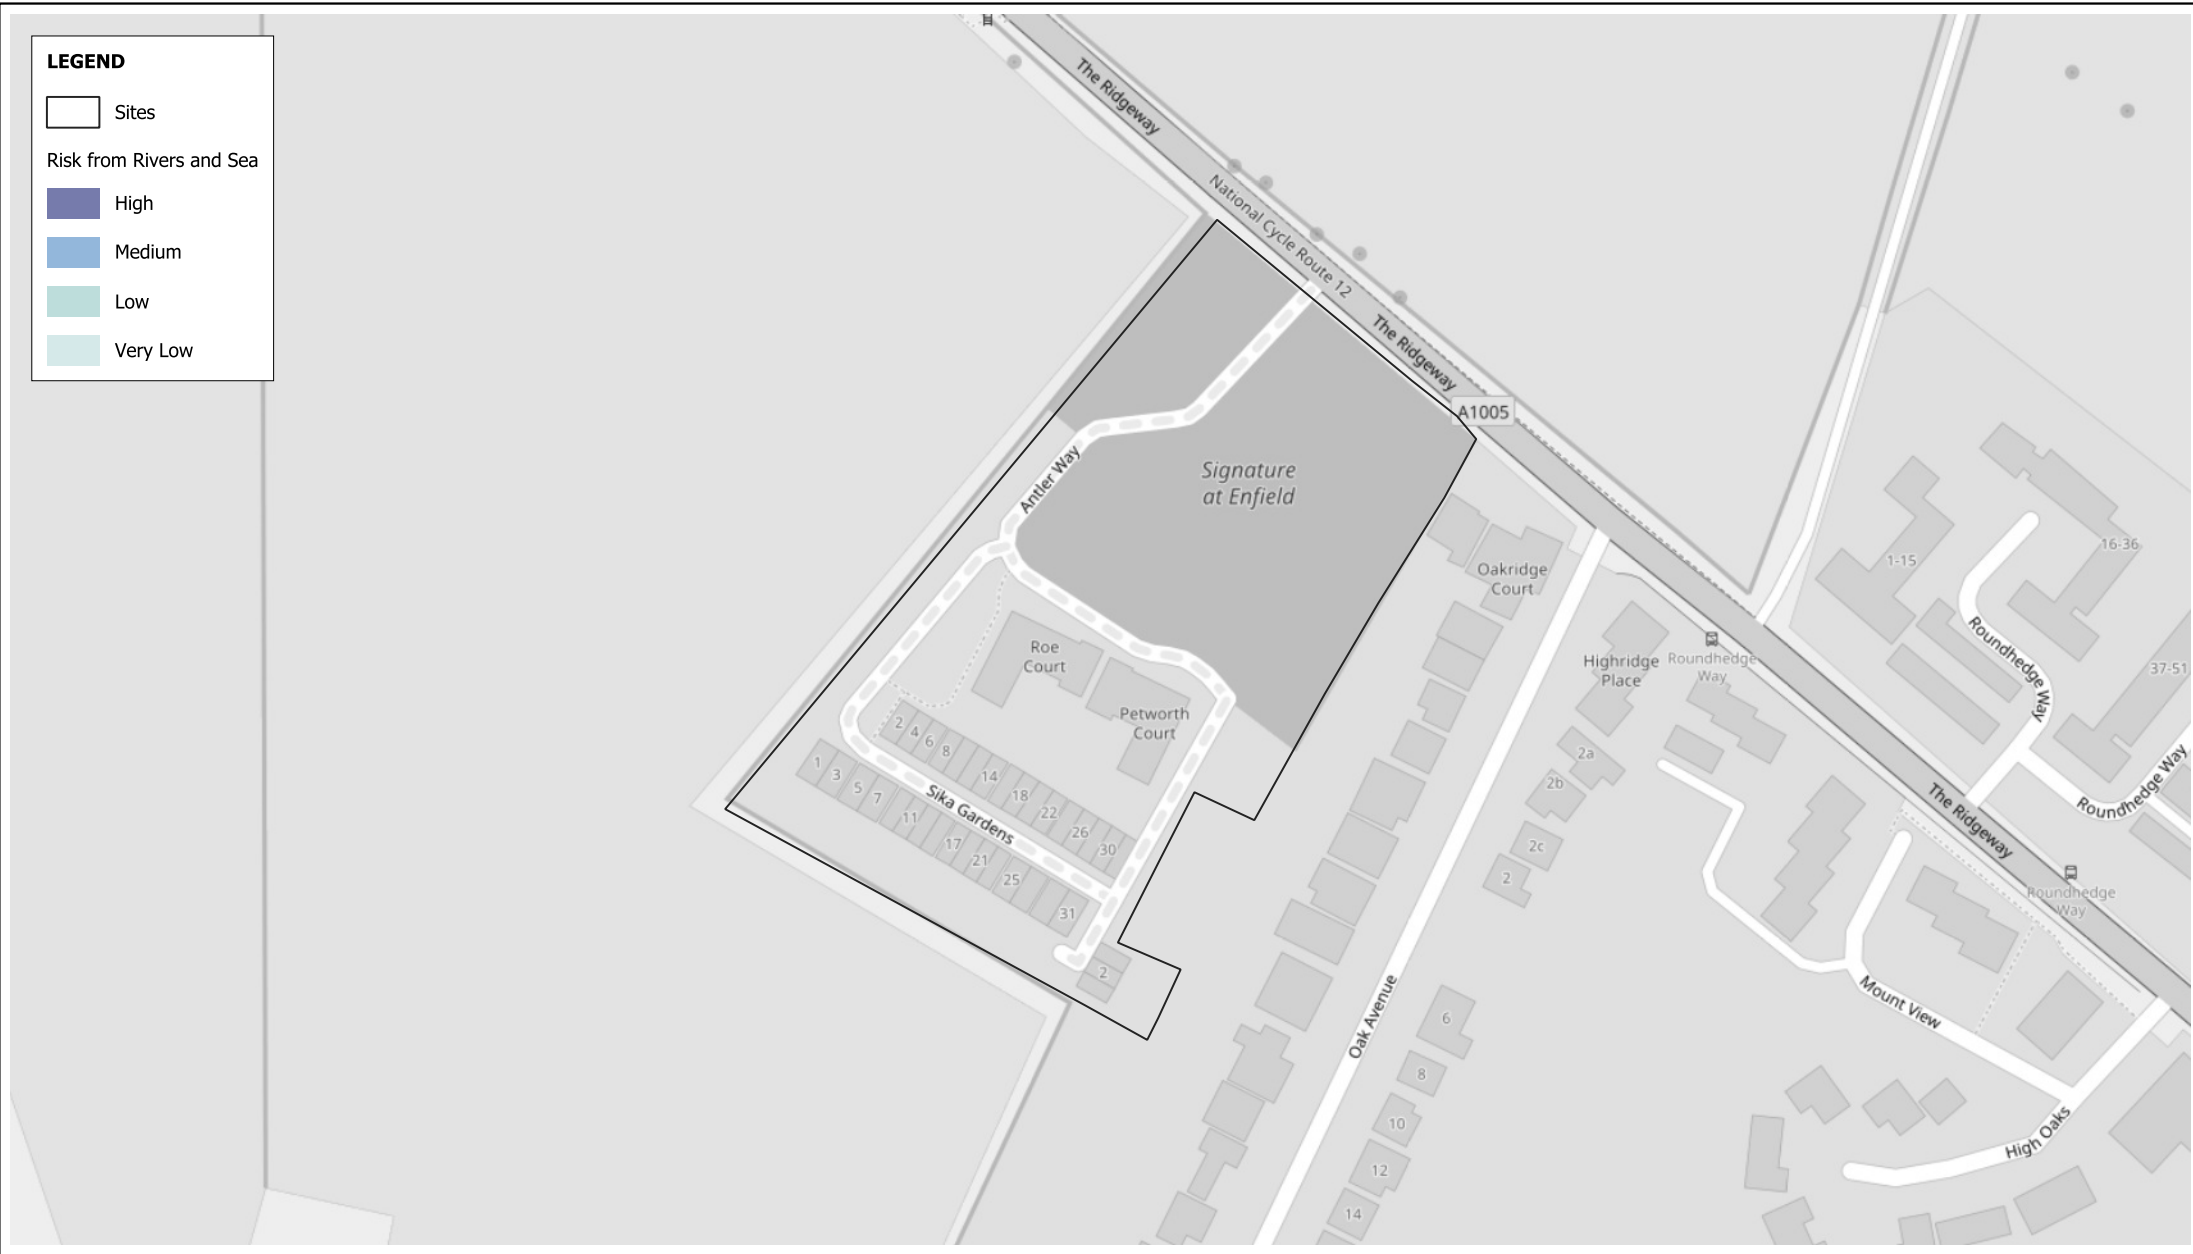 LEGEND
Sites
Risk from Rivers and Sea
High
Medium
Low
Very Low
The Ridgeway
National Cycle Route 12
The Ridgeway
A1005
Signature
at Enfield
Antler Way
Oakridge
Court
Roe
Court
Petworth
Court
Highridge
Place
Roundhedge
Way
1-15
16-36
37-51
Roundhedge Way
Roundhedge Way
The Ridgeway
Roundhedge
Way
2
4
6
8
14
18
22
26
30
Sika Gardens
1
3
5
7
11
17
21
25
31
2
2a
2b
2c
2
Oak Avenue
6
8
10
12
14
Mount View
High Oaks